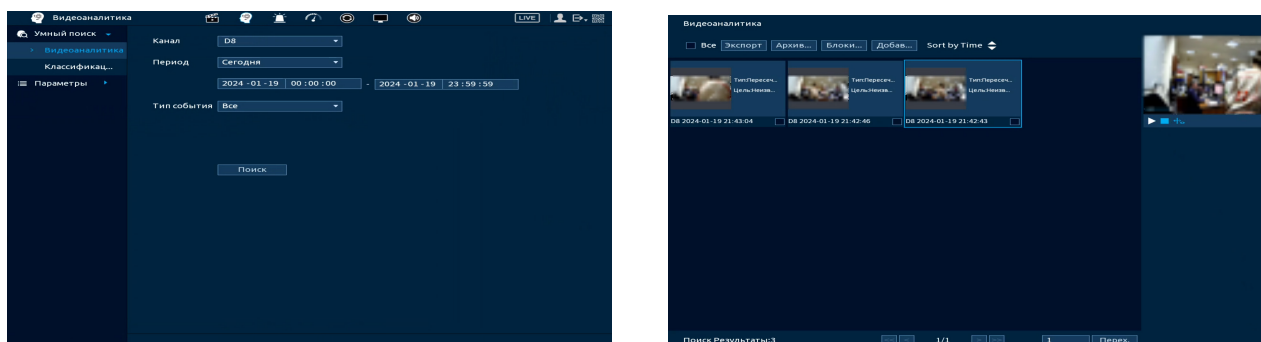 Видеоаналитика
LIVE
Умный поиск
Видеоаналитика
Классификац...
Параметры
Канал D8
Период Сегодня
2024 -01 -19 00 : 00 : 00 - 2024 -01 -19 23 : 59 : 59
Тип события Все
Поиск
Видеоаналитика
Все Экспорт Архив... Блоки... Добав... Sort by Time
Тип:Пересеч... Тип:Пересеч... Тип:Пересеч...
Цель:Неизв... Цель:Неизв... Цель:Неизв...
D8 2024-01-19 21:43:04 D8 2024-01-19 21:42:46 D8 2024-01-19 21:42:43
Поиск Результаты:3 1/1 1 Перех.